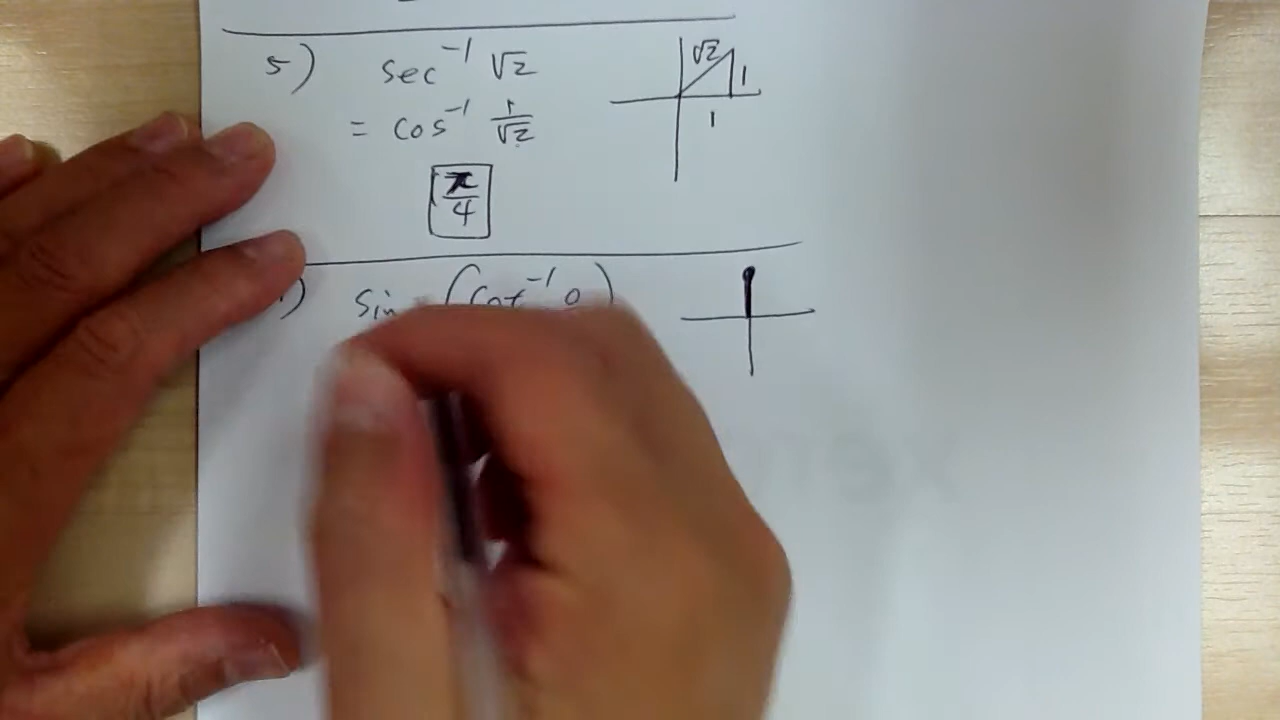 5) sec⁻¹ √2
√2
1
= cos⁻¹ 1/√2
1
π/4
) sin (cot⁻¹ 0)